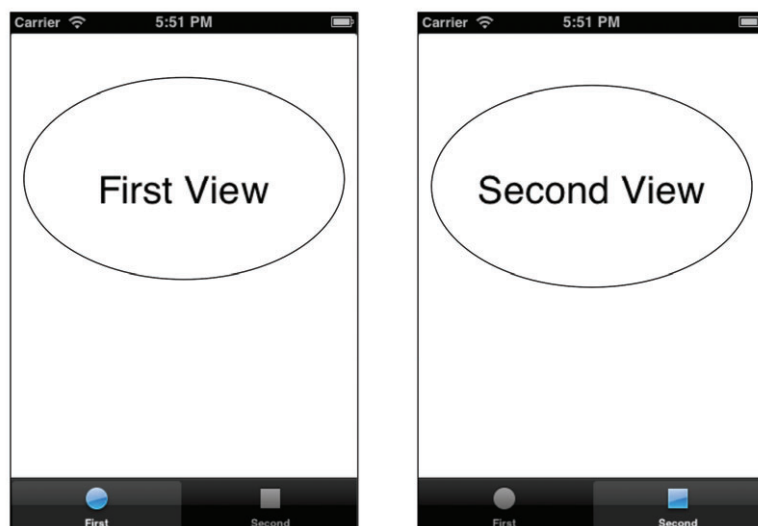 Carrier 5:51 PM
First View
First Second
Carrier 5:51 PM
Second View
First Second